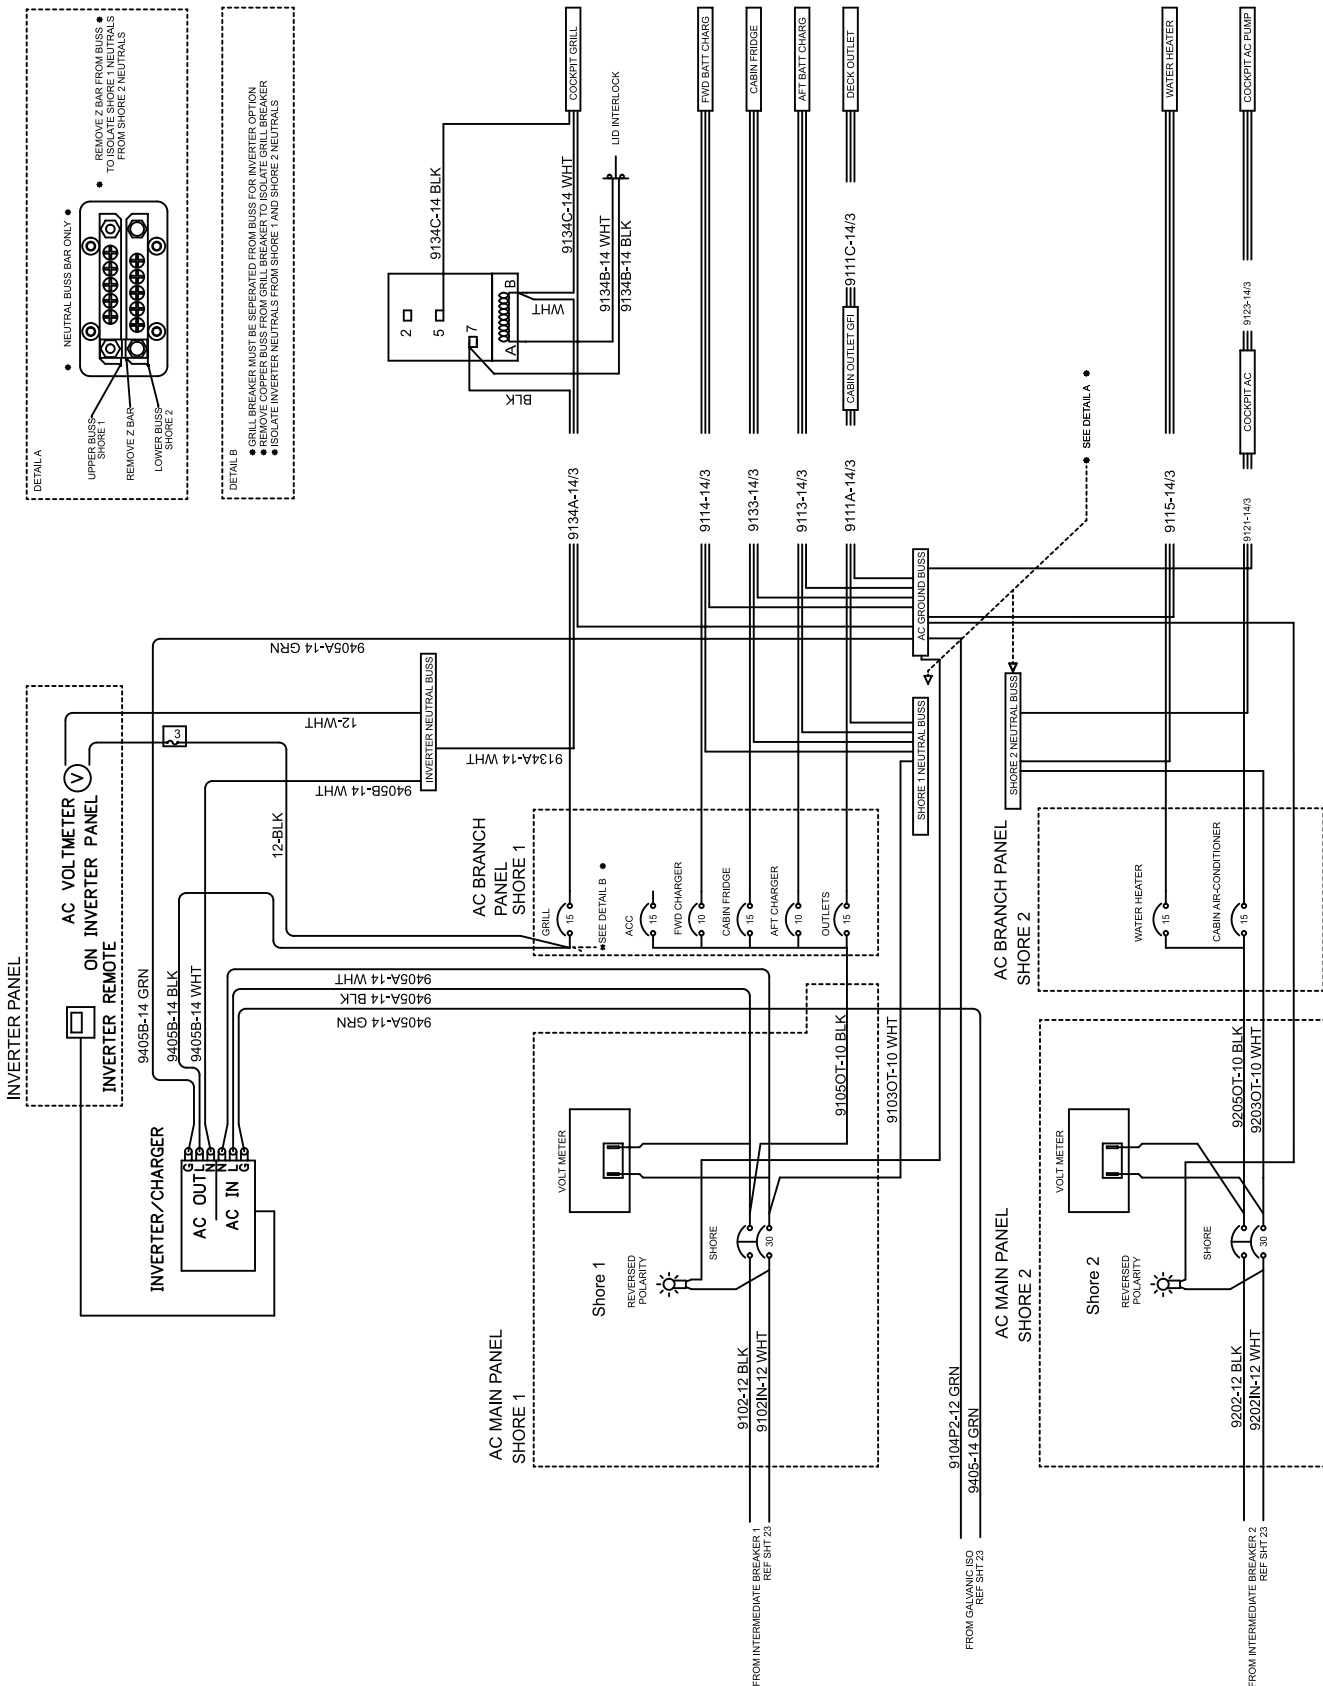 DETAIL A
NEUTRAL BUSS BAR ONLY
REMOVE Z BAR FROM BUSS
TO ISOLATE SHORE 1 NEUTRALS
FROM SHORE 2 NEUTRALS
UPPER BUSS
SHORE 1
REMOVE Z BAR
LOWER BUSS
SHORE 2
DETAIL B
GRILL BREAKER MUST BE SEPERATED FROM BUSS FOR INVERTER OPTION
REMOVE COPPER BUSS FROM GRILL BREAKER TO ISOLATE GRILL BREAKER
ISOLATE INVERTER NEUTRALS FROM SHORE 1 AND SHORE 2 NEUTRALS
INVERTER PANEL
AC VOLTMETER
ON INVERTER PANEL
V
INVERTER REMOTE
3
INVERTER/CHARGER
AC OUT
AC IN
G
L
N
N
L
G
9405B-14 GRN
9405B-14 BLK
9405B-14 WHT
12-BLK
12-WHT
9405B-14 WHT
9405A-14 GRN
INVERTER NEUTRAL BUSS
9134A-14 WHT
9405A-14 WHT
9405A-14 BLK
9405A-14 GRN
AC BRANCH
PANEL
SHORE 1
GRILL
15
SEE DETAIL B
ACC
15
FWD CHARGER
10
CABIN FRIDGE
15
AFT CHARGER
10
OUTLETS
15
9134A-14/3
9114-14/3
9133-14/3
9113-14/3
9111A-14/3
BLK
2
5
7
A
B
WHT
9134C-14 BLK
9134C-14 WHT
9134B-14 WHT
9134B-14 BLK
LID INTERLOCK
COCKPIT GRILL
FWD BATT CHARG
CABIN FRIDGE
AFT BATT CHARG
CABIN OUTLET GFI
9111C-14/3
DECK OUTLET
AC GROUND BUSS
SHORE 1 NEUTRAL BUSS
SHORE 2 NEUTRAL BUSS
SEE DETAIL A
AC MAIN PANEL
SHORE 1
VOLT METER
Shore 1
REVERSED
POLARITY
SHORE
30
9102-12 BLK
9102IN-12 WHT
9105OT-10 BLK
9103OT-10 WHT
FROM INTERMEDIATE BREAKER 1
REF SHT 23
9104P2-12 GRN
9405-14 GRN
FROM GALVANIC ISO
REF SHT 23
AC BRANCH PANEL
SHORE 2
WATER HEATER
15
CABIN AIR-CONDITIONER
15
9115-14/3
WATER HEATER
9121-14/3
COCKPIT AC
9123-14/3
COCKPIT AC PUMP
AC MAIN PANEL
SHORE 2
VOLT METER
Shore 2
REVERSED
POLARITY
SHORE
30
9202-12 BLK
9202IN-12 WHT
9205OT-10 BLK
9203OT-10 WHT
FROM INTERMEDIATE BREAKER 2
REF SHT 23